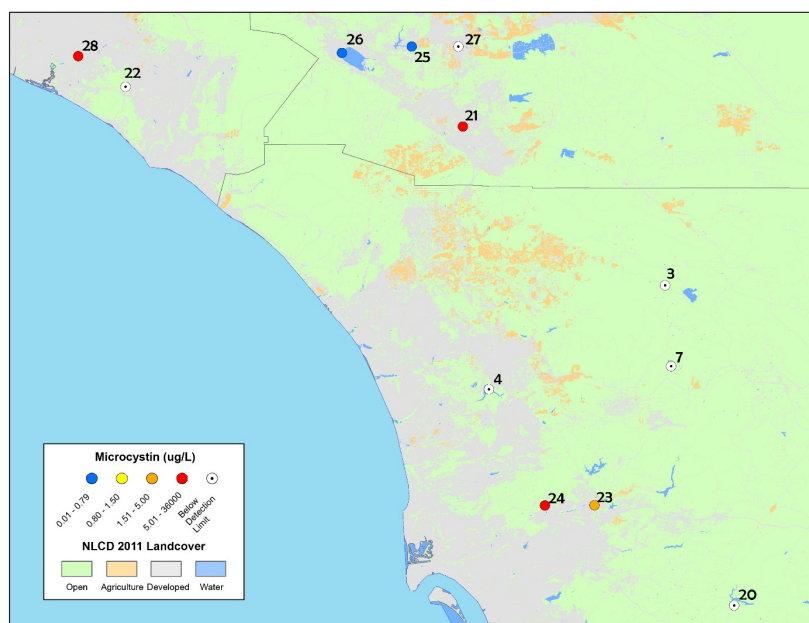 28
22
26
25
27
21
3
7
4
24
23
20
Microcystin (ug/L)
0.01 - 0.79
0.80 - 1.50
1.51 - 5.00
5.01 - 36000
Below
Detection
Limit
NLCD 2011 Landcover
Open Agriculture Developed Water